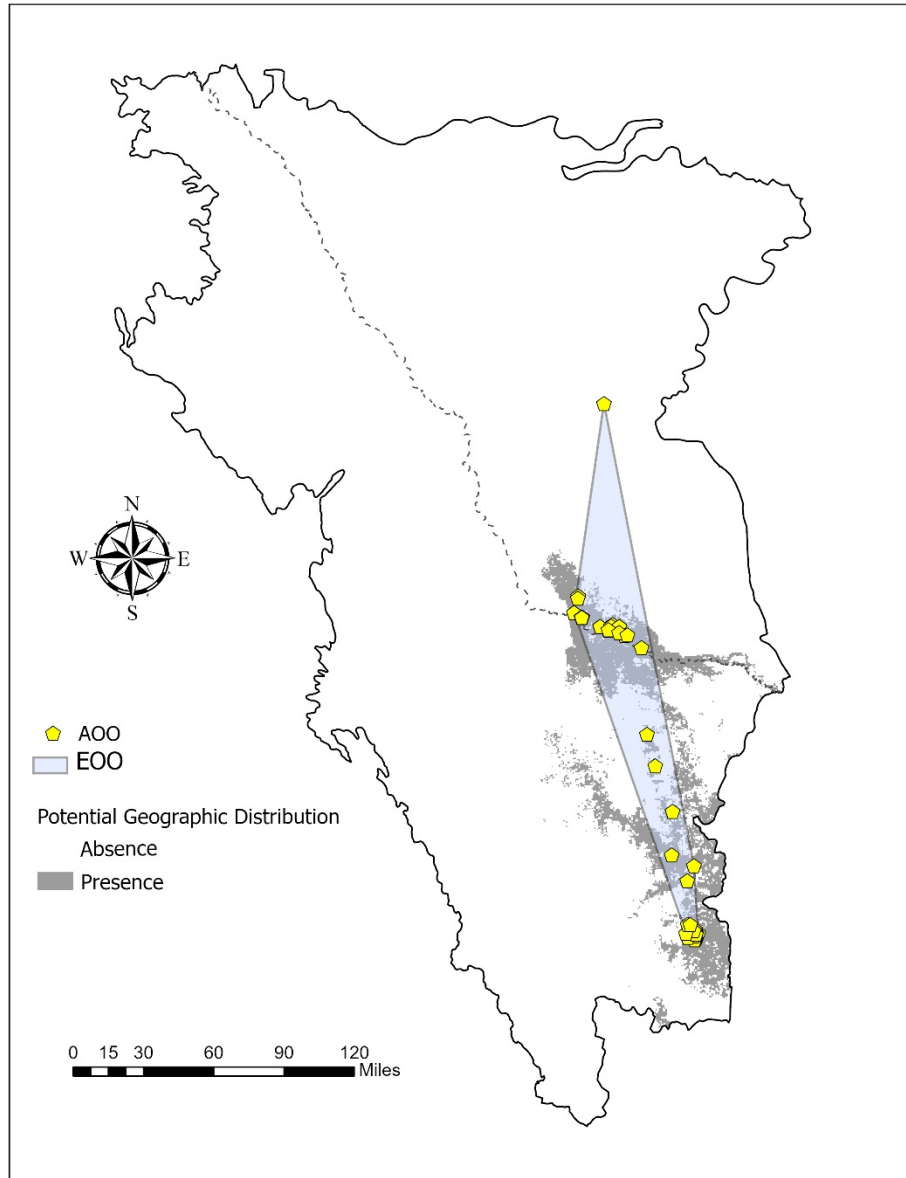 N
W E
S
AOO
EOO
Potential Geographic Distribution
Absence
Presence
0 15 30 60 90 120
Miles